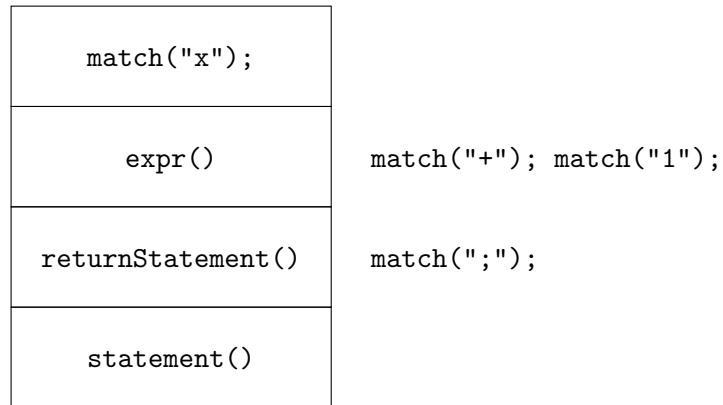 match("x");
expr() match("+"); match("1");
returnStatement() match(";");
statement()